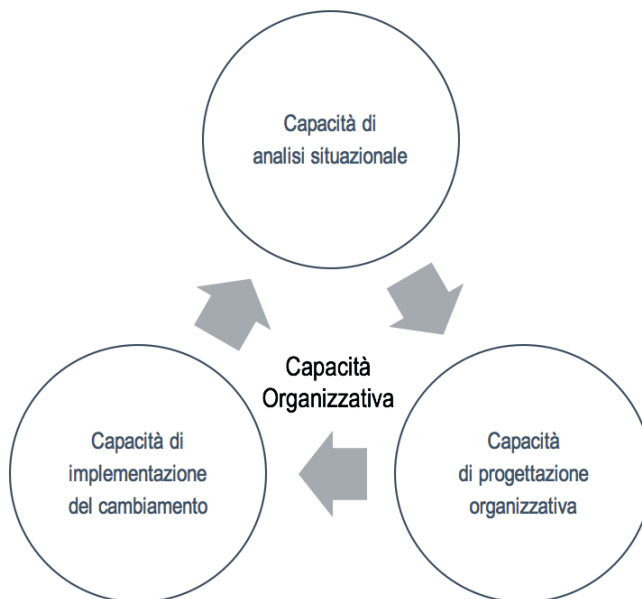 Capacità di
analisi situazionale
Capacità
Organizzativa
Capacità di
implementazione
del cambiamento
Capacità
di progettazione
organizzativa